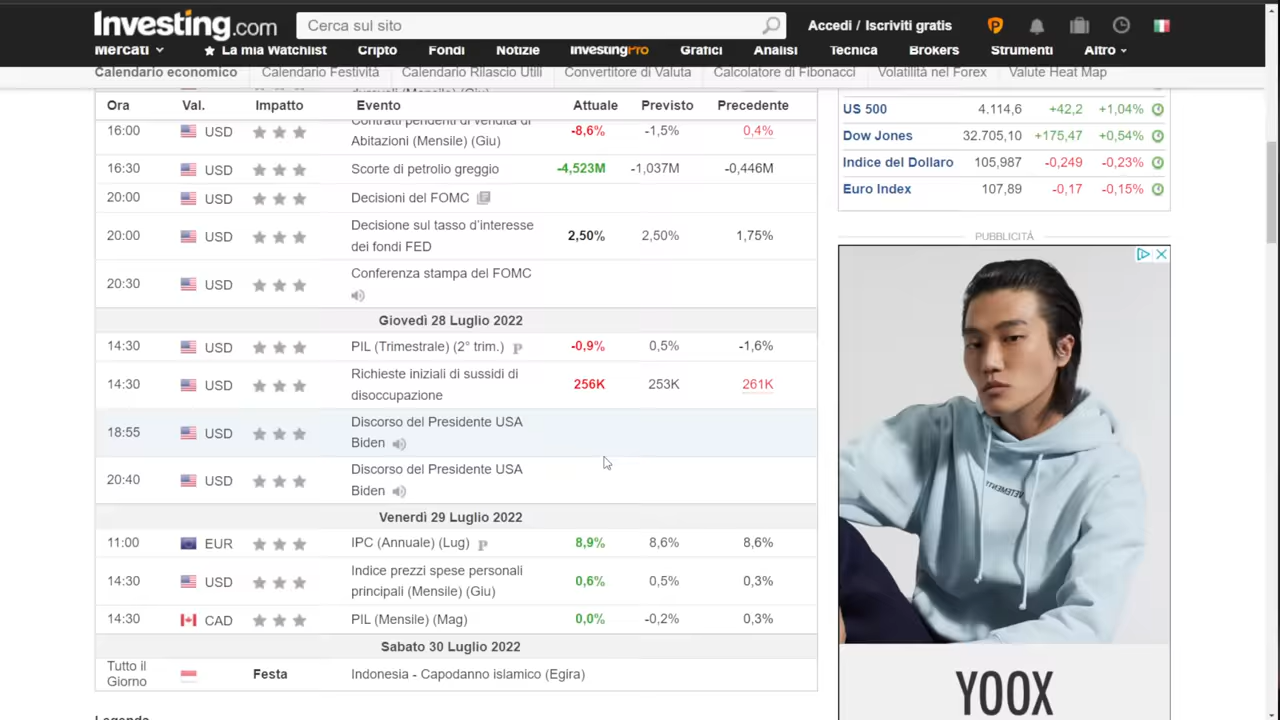 Investing.com
Cerca sul sito
Accedi / Iscriviti gratis
Mercati
La mia Watchlist
Cripto
Fondi
Notizie
InvestingPro
Grafici
Analisi
Tecnica
Brokers
Strumenti
Altro
Calendario economico
Calendario Festività
Calendario Rilascio Utili
Convertitore di Valuta
Calcolatore di Fibonacci
Volatilità nel Forex
Valute Heat Map
Ora Val. Impatto Evento Attuale Previsto Precedente
16:00 USD Contratti pendenti di vendita di -8,6% -1,5% 0,4%
Abitazioni (Mensile) (Giu)
16:30 USD Scorte di petrolio greggio -4,523M -1,037M -0,446M
20:00 USD Decisioni del FOMC
20:00 USD Decisione sul tasso d'interesse 2,50% 2,50% 1,75%
dei fondi FED
20:30 USD Conferenza stampa del FOMC
Giovedì 28 Luglio 2022
14:30 USD PIL (Trimestrale) (2° trim.) P -0,9% 0,5% -1,6%
14:30 USD Richieste iniziali di sussidi di 256K 253K 261K
disoccupazione
18:55 USD Discorso del Presidente USA
Biden
20:40 USD Discorso del Presidente USA
Biden
Venerdì 29 Luglio 2022
11:00 EUR IPC (Annuale) (Lug) P 8,9% 8,6% 8,6%
14:30 USD Indice prezzi spese personali 0,6% 0,5% 0,3%
principali (Mensile) (Giu)
14:30 CAD PIL (Mensile) (Mag) 0,0% -0,2% 0,3%
Sabato 30 Luglio 2022
Tutto il
Giorno Festa Indonesia - Capodanno islamico (Egira)
Legenda
US 500 4.114,6 +42,2 +1,04%
Dow Jones 32.705,10 +175,47 +0,54%
Indice del Dollaro 105,987 -0,249 -0,23%
Euro Index 107,89 -0,17 -0,15%
PUBBLICITÀ
VETEMENTS
YOOX